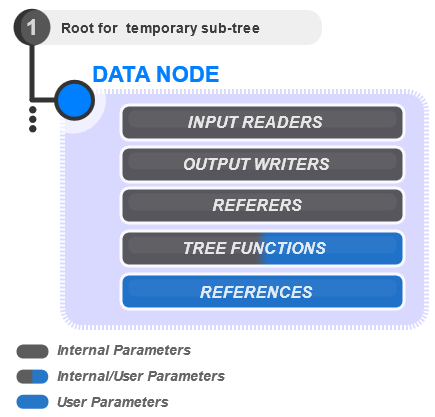 1 Root for temporary sub-tree
DATA NODE
INPUT READERS
OUTPUT WRITERS
REFERERS
TREE FUNCTIONS
REFERENCES
Internal Parameters
Internal/User Parameters
User Parameters